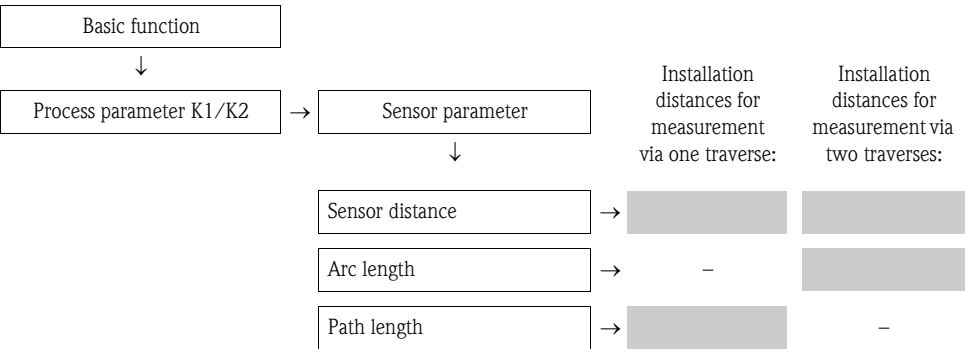 Basic function
↓
Process parameter K1/K2 → Sensor parameter
↓
Installation
distances for
measurement
via one traverse:
Installation
distances for
measurement via
two traverses:
Sensor distance →
Arc length → –
Path length → –